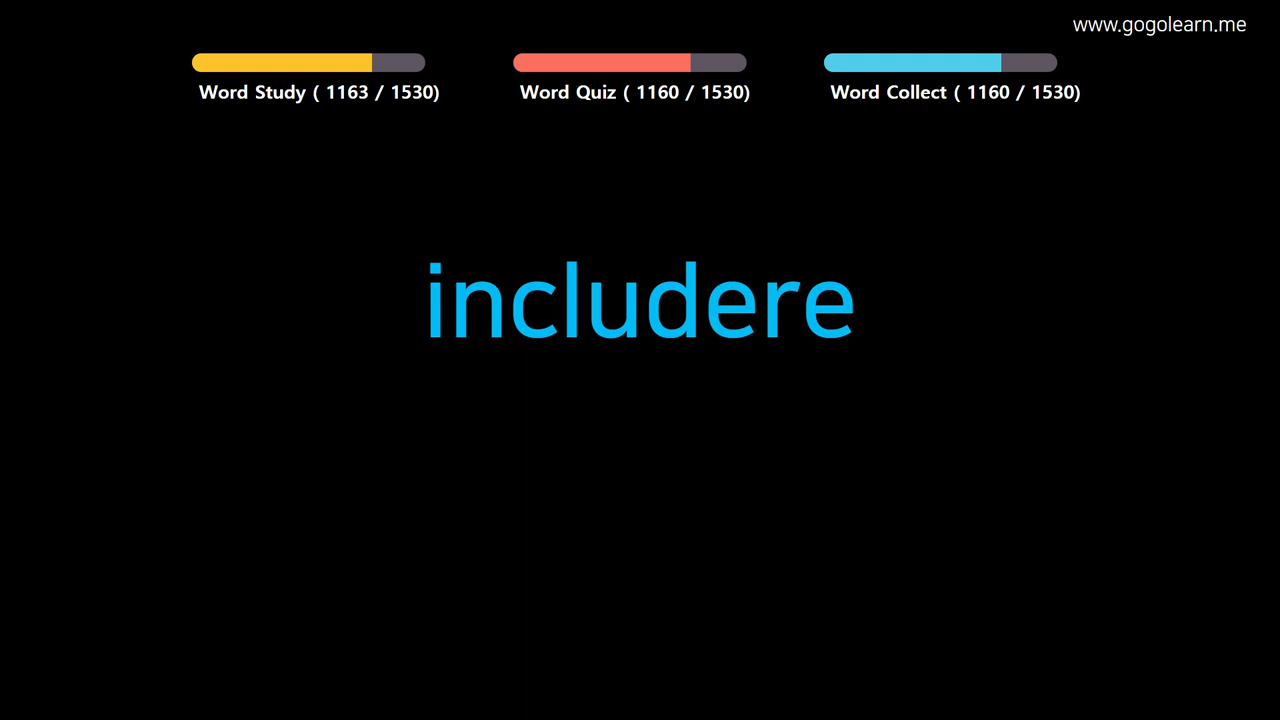 www.gogolearn.me
Word Study ( 1163 / 1530)
Word Quiz ( 1160 / 1530)
Word Collect ( 1160 / 1530)
includere